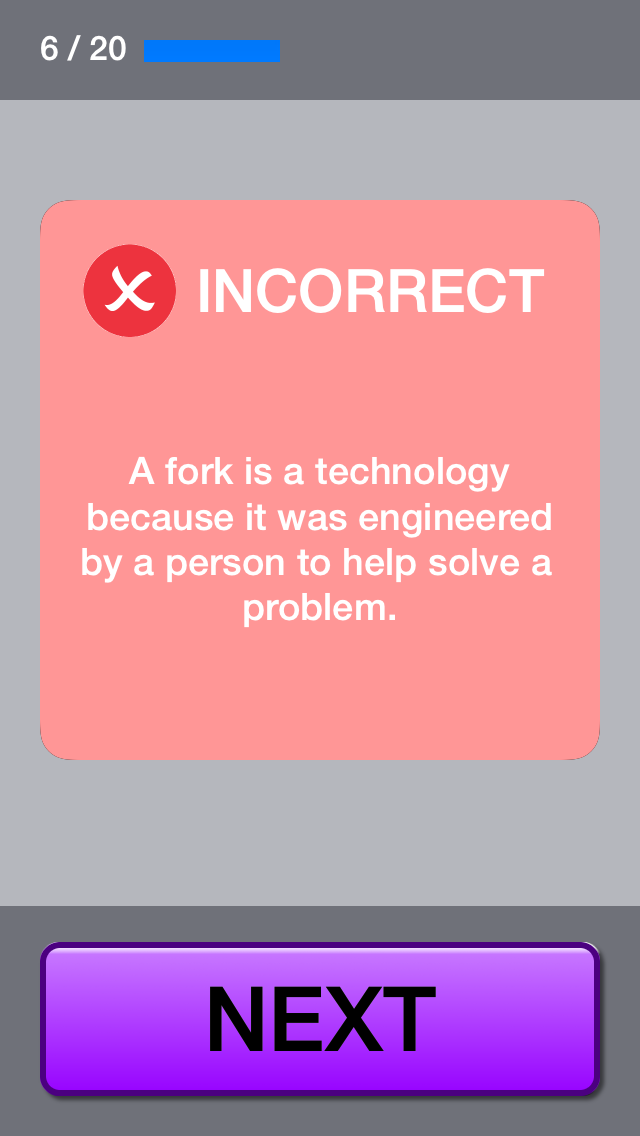 6 / 20
INCORRECT
A fork is a technology
because it was engineered
by a person to help solve a
problem.
NEXT